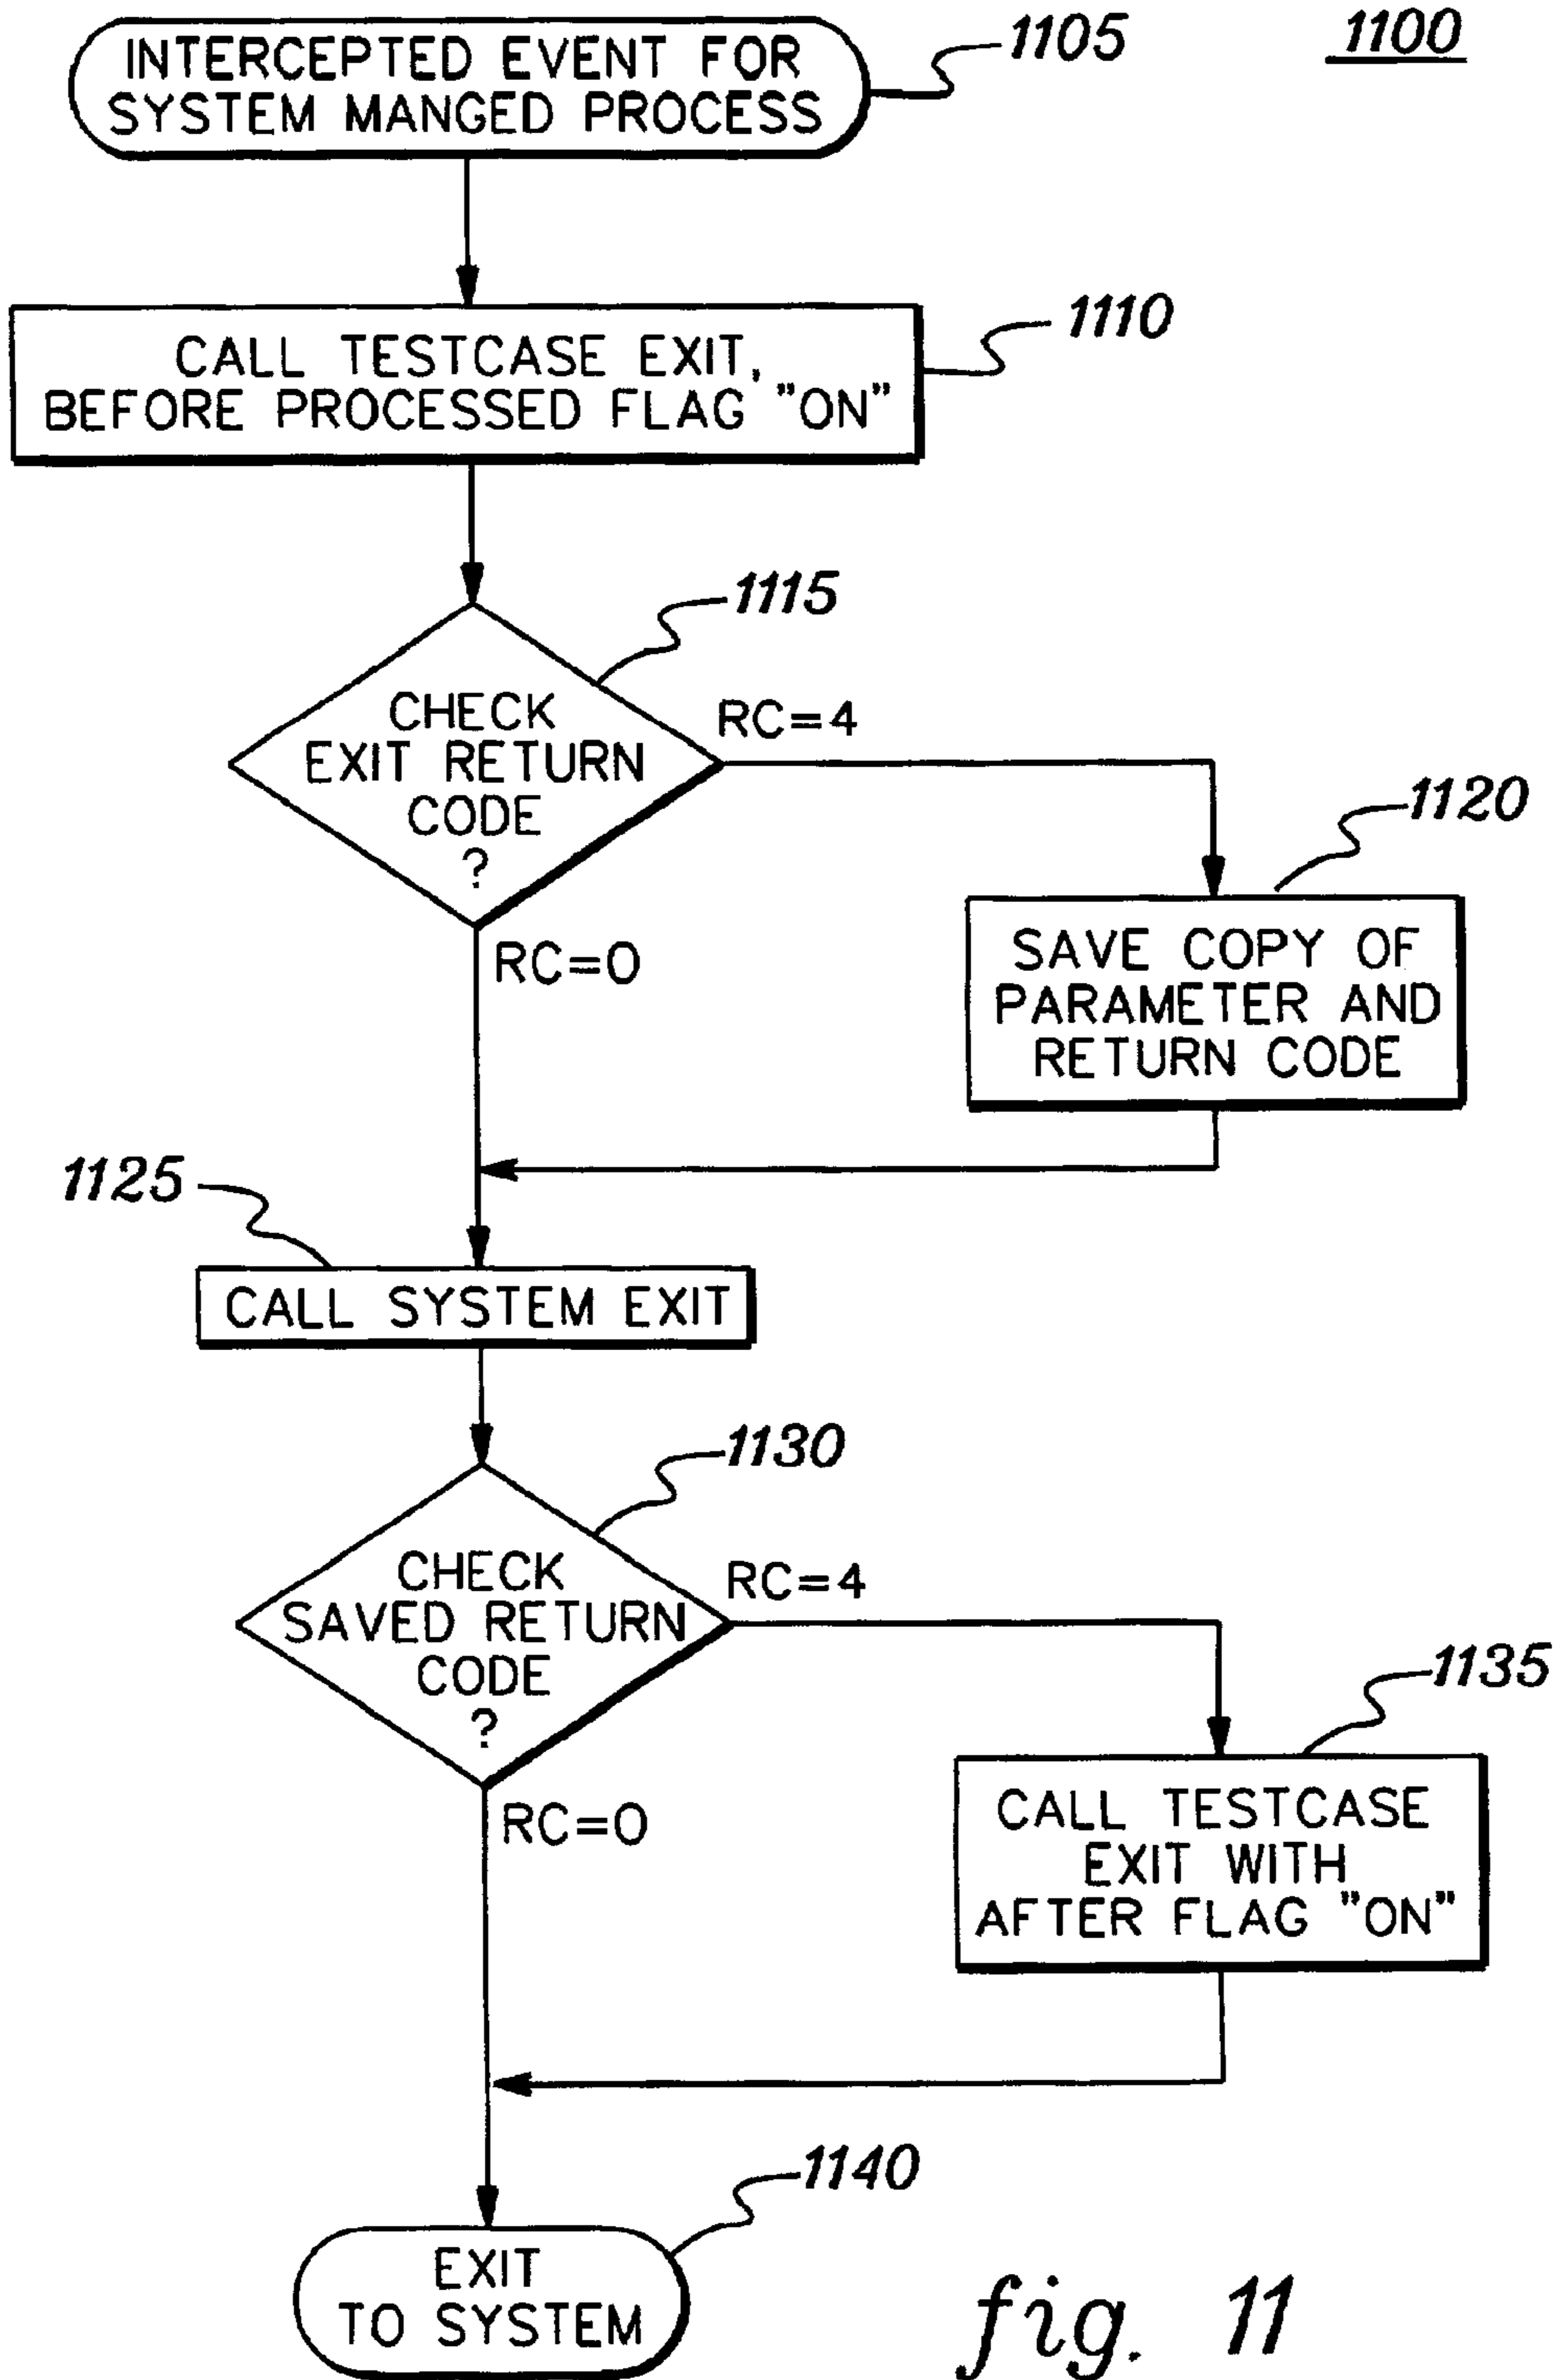 INTERCEPTED EVENT FOR
SYSTEM MANGED PROCESS
1105
1100
CALL TESTCASE EXIT,
BEFORE PROCESSED FLAG "ON"
1110
1115
CHECK
EXIT RETURN
CODE
?
RC=4
RC=0
1120
SAVE COPY OF
PARAMETER AND
RETURN CODE
1125
CALL SYSTEM EXIT
1130
CHECK
SAVED RETURN
CODE
?
RC=4
RC=0
1135
CALL TESTCASE
EXIT WITH
AFTER FLAG "ON"
1140
EXIT
TO SYSTEM
fig. 11